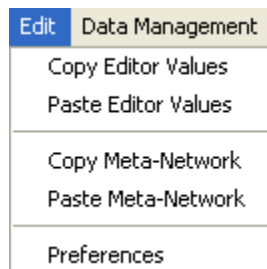 Edit Data Management
Copy Editor Values
Paste Editor Values
Copy Meta-Network
Paste Meta-Network
Preferences